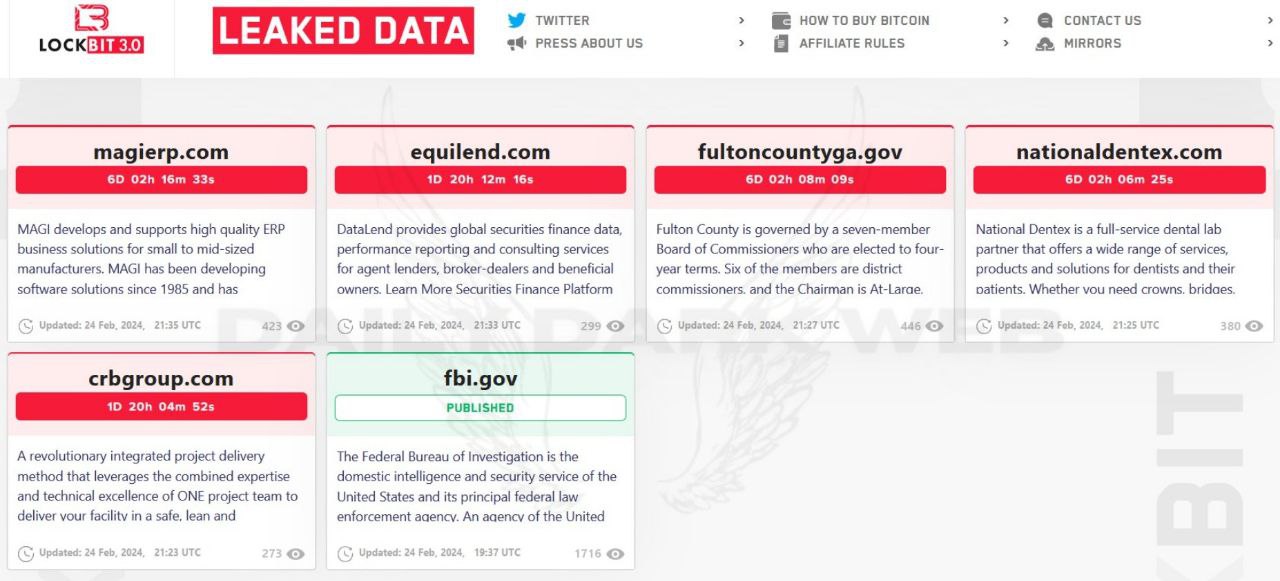 LOCKBIT 3.0
LEAKED DATA
TWITTER
PRESS ABOUT US
HOW TO BUY BITCOIN
AFFILIATE RULES
CONTACT US
MIRRORS
magierp.com
6D 02h 16m 33s
MAGI develops and supports high quality ERP
business solutions for small to mid-sized
manufacturers. MAGI has been developing
software solutions since 1985 and has
Updated: 24 Feb, 2024, 21:35 UTC 423
equilend.com
1D 20h 12m 16s
DataLend provides global securities finance data,
performance reporting and consulting services
for agent lenders, broker-dealers and beneficial
owners. Learn More Securities Finance Platform
Updated: 24 Feb, 2024, 21:33 UTC 299
fultoncountyga.gov
6D 02h 08m 09s
Fulton County is governed by a seven-member
Board of Commissioners who are elected to four-
year terms. Six of the members are district
commissioners, and the Chairman is At-Large.
Updated: 24 Feb, 2024, 21:27 UTC 446
nationaldentex.com
6D 02h 06m 25s
National Dentex is a full-service dental lab
partner that offers a wide range of services,
products and solutions for dentists and their
patients. Whether you need crowns, bridges,
Updated: 24 Feb, 2024, 21:25 UTC 380
DAILY DARK WEB
crbgroup.com
1D 20h 04m 52s
A revolutionary integrated project delivery
method that leverages the combined expertise
and technical excellence of ONE project team to
deliver your facility in a safe, lean and
Updated: 24 Feb, 2024, 21:23 UTC 273
fbi.gov
PUBLISHED
The Federal Bureau of Investigation is the
domestic intelligence and security service of the
United States and its principal federal law
enforcement agency. An agency of the United
Updated: 24 Feb, 2024, 19:37 UTC 1716
KBIT